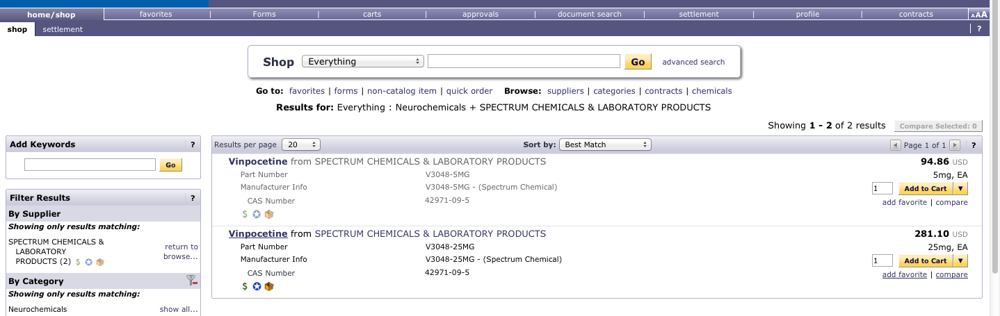 home/shop favorites | Forms | carts | approvals | document search | settlement | profile | contracts AAA
shop settlement | ?
Shop Everything Go advanced search
Go to: favorites | forms | non-catalog item | quick order Browse: suppliers | categories | contracts | chemicals
Results for: Everything : Neurochemicals + SPECTRUM CHEMICALS & LABORATORY PRODUCTS
Showing 1 - 2 of 2 results Compare Selected: 0
Add Keywords ?
Go
Filter Results ?
By Supplier
Showing only results matching:
SPECTRUM CHEMICALS &
LABORATORY
PRODUCTS (2) $
return to
browse...
By Category
Showing only results matching:
Neurochemicals show all...
Results per page 20 Sort by: Best Match Page 1 of 1 ?
Vinpocetine from SPECTRUM CHEMICALS & LABORATORY PRODUCTS 94.86 USD
Part Number V3048-5MG 5mg, EA
Manufacturer Info V3048-5MG - (Spectrum Chemical) 1 Add to Cart
CAS Number 42971-09-5 add favorite | compare
$
Vinpocetine from SPECTRUM CHEMICALS & LABORATORY PRODUCTS 281.10 USD
Part Number V3048-25MG 25mg, EA
Manufacturer Info V3048-25MG - (Spectrum Chemical) 1 Add to Cart
CAS Number 42971-09-5 add favorite | compare
$